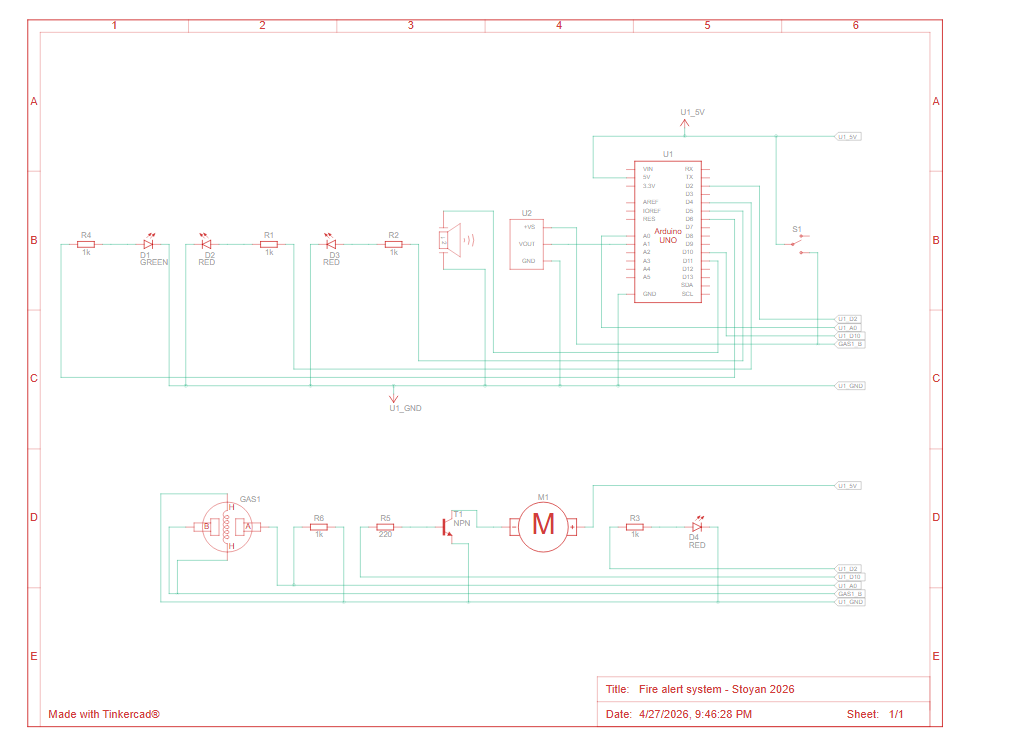 1 2 3 4 5 6
A A
U1_5V
U1_5V
U1
VIN RX
5V TX
3.3V D2
D3
AREF D4
IOREF D5
RES D6
D7
A0 D8
A1 D9
A2 D10
A3 D11
A4 D12
A5 D13
SDA
GND SCL
Arduino
UNO
U2
+VS
VOUT
GND
S1
B B
R4
1k
D1
GREEN
D2
RED
R1
1k
D3
RED
R2
1k
U1_D2
U1_A0
U1_D10
GAS1_B
C C
U1_GND
U1_GND
U1_5V
D D
GAS1
H
B A
H
R6
1k
R5
220
T1
NPN
M1
- M +
R3
1k
D4
RED
U1_D2
U1_D10
U1_A0
GAS1_B
U1_GND
E E
Title: Fire alert system - Stoyan 2026
Made with Tinkercad® Date: 4/27/2026, 9:46:28 PM Sheet: 1/1